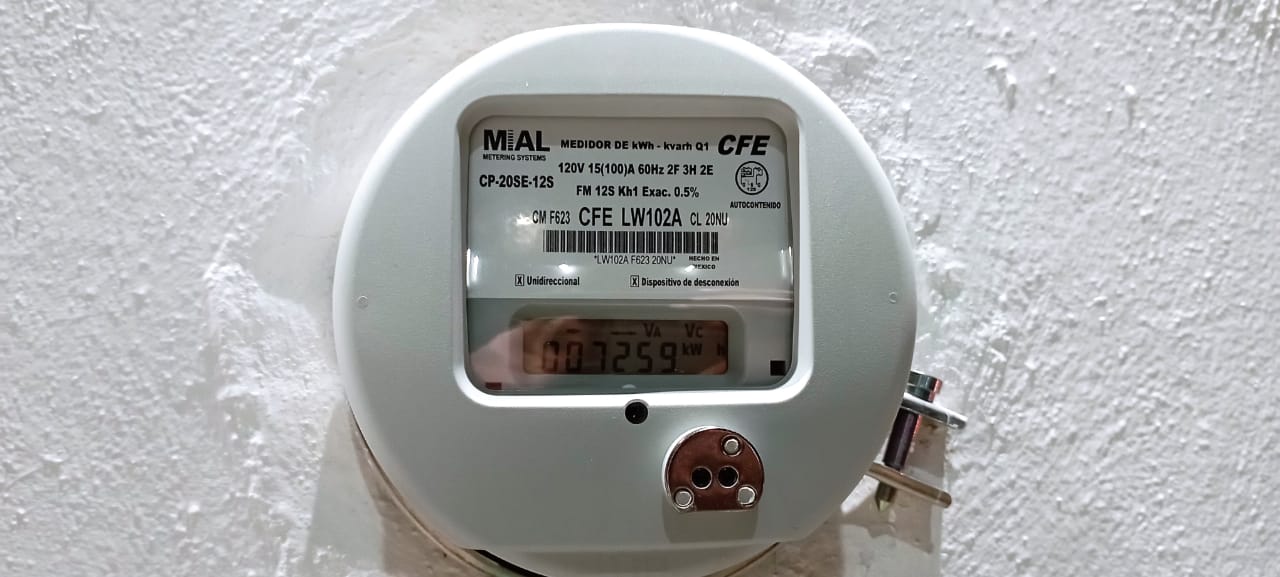 MIAL
METERING SYSTEMS
MEDIDOR DE kWh - kvarh Q1
CFE
120V 15(100)A 60Hz 2F 3H 2E
CP-20SE-12S
FM 12S Kh1 Exac. 0.5%
AUTOCONTENIDO
CM F623 CFE LW102A CL 20NU
*LW102A F623 20NU*
HECHO EN
MEXICO
X Unidireccional
X Dispositivo de desconexión
VA VC
007259 kW h